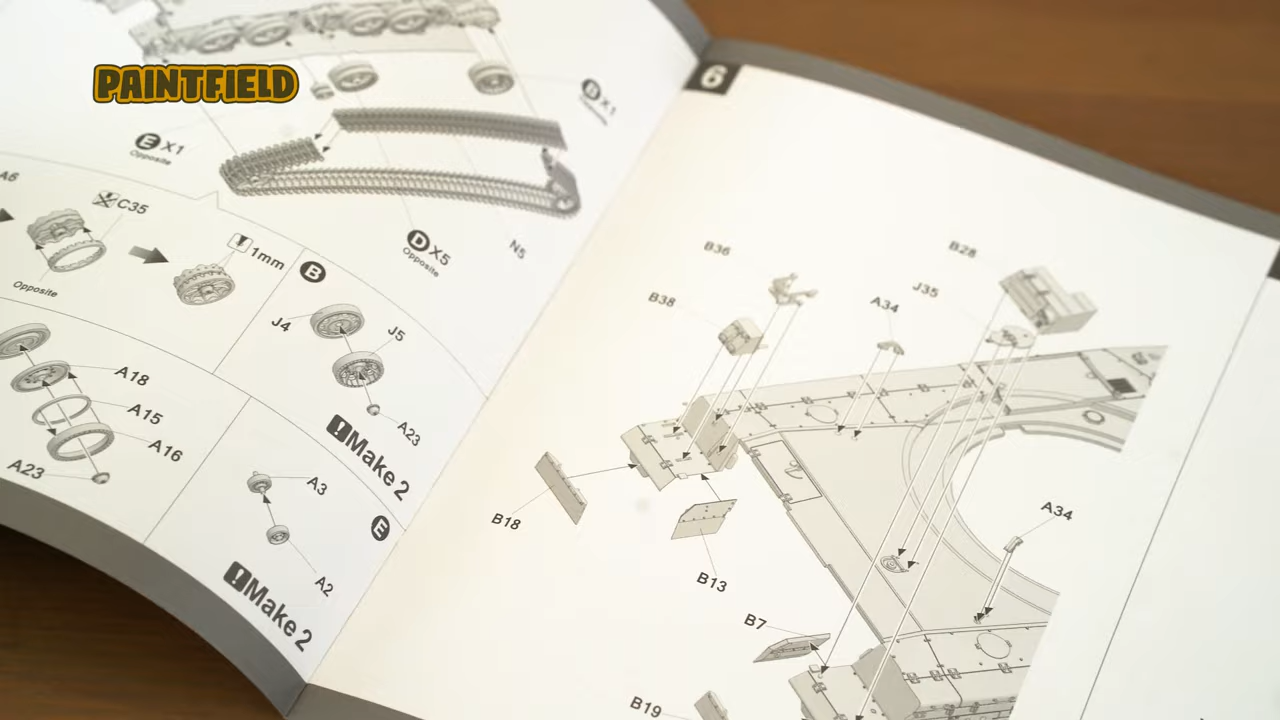 PAINTFIELD
B X1
E X1
Opposite
A6
C35
Opposite
1mm
D X5
Opposite
N5
B
J4
J5
A23
!Make 2
A18
A15
A16
A23
A3
E
A2
!Make 2
6
B36
B28
J35
B38
A34
B18
B13
A34
B7
B19